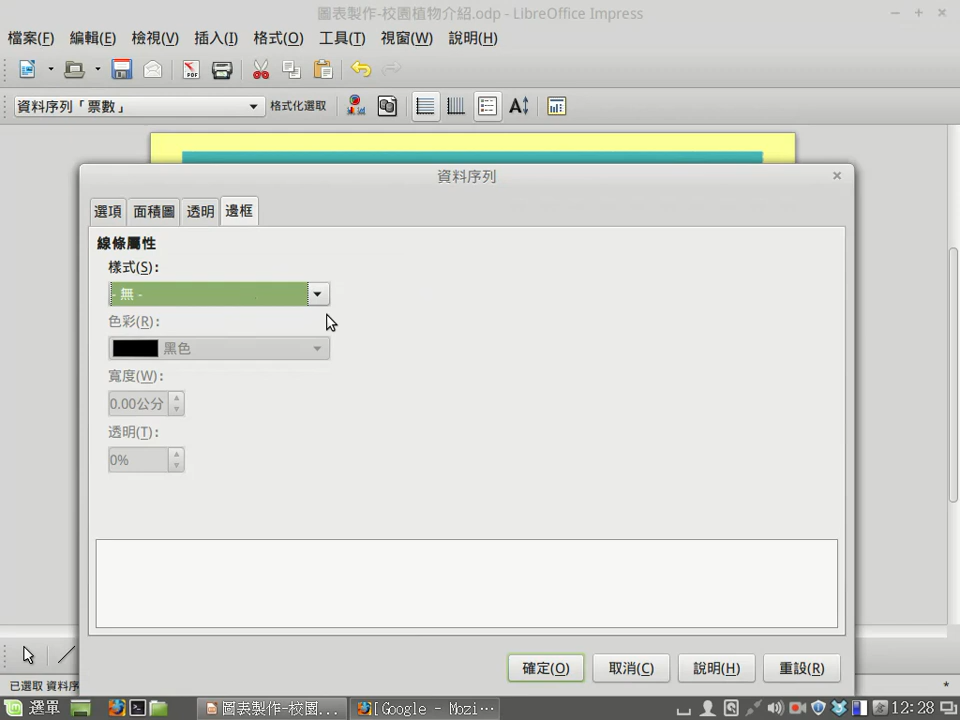 圖表製作-校園植物介紹.odp - LibreOffice Impress
檔案(F) 編輯(E) 檢視(V) 插入(I) 格式(O) 工具(T) 視窗(W) 說明(H)
資料序列「票數」 格式化選取
資料序列
選項 面積圖 透明 邊框
線條屬性
樣式(S):
- 無 -
色彩(R):
黑色
寬度(W):
0.00公分
透明(T):
0%
確定(O) 取消(C) 說明(H) 重設(R)
已選取 資料序
選單 圖表製作-校園... [Google - Mozi... 12:28